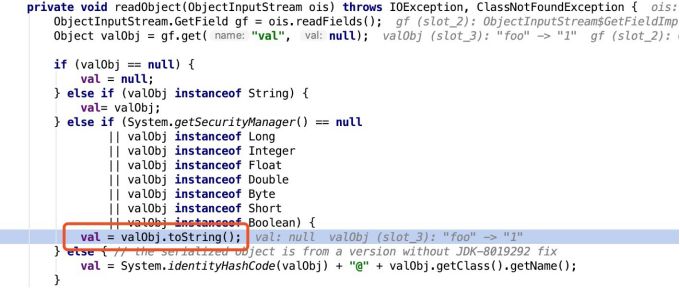 private void readObject(ObjectInputStream ois) throws IOException, ClassNotFoundException {  ois:
    ObjectInputStream.GetField gf = ois.readFields();  gf (slot_2): ObjectInputStream$GetFieldImp
    Object valObj = gf.get( name: "val", val: null);  valObj (slot_3): "foo" -> "1"  gf (slot_2):
    if (valObj == null) {
        val = null;
    } else if (valObj instanceof String) {
        val= valObj;
    } else if (System.getSecurityManager() == null
            || valObj instanceof Long
            || valObj instanceof Integer
            || valObj instanceof Float
            || valObj instanceof Double
            || valObj instanceof Byte
            || valObj instanceof Short
            || valObj instanceof Boolean) {
        val = valObj.toString();  val: null  valObj (slot_3): "foo" -> "1"
    } else { // the serialized object is from a version without JDK-8019292 fix
        val = System.identityHashCode(valObj) + "@" + valObj.getClass().getName();
    }